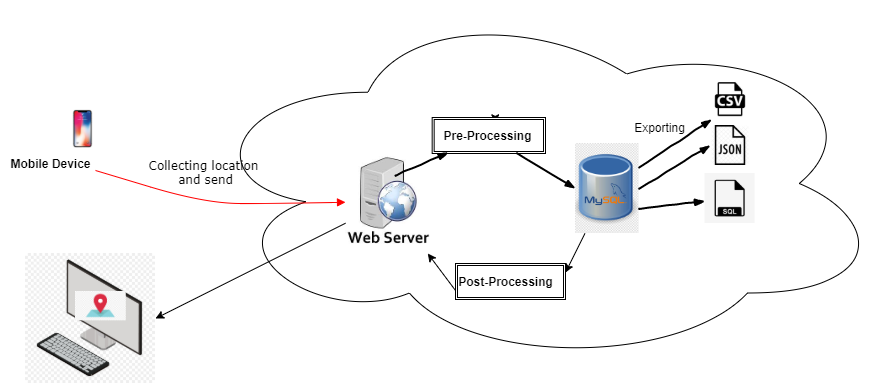 CSV
Exporting
Pre-Processing
JSON
Mobile Device
Collecting location
and send
MySQL
SQL
Web Server
Post-Processing